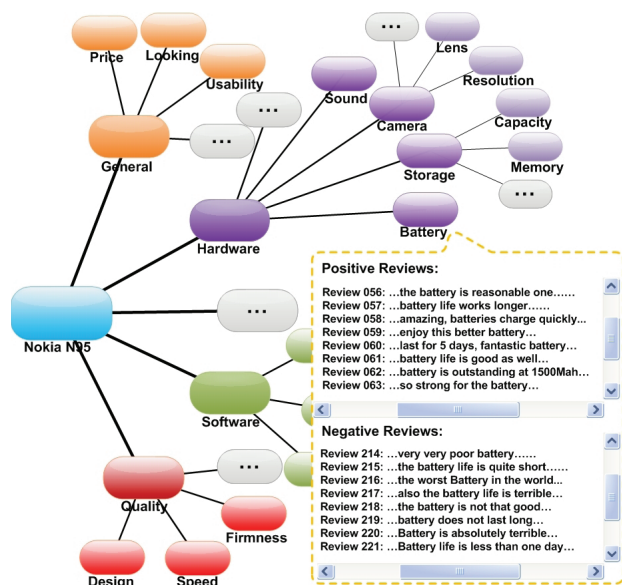 Price
Looking
Usability
...
Sound
...
Lens
Resolution
Camera
Capacity
General
...
Storage
Memory
...
Hardware
Battery
Nokia N95
...
Software
...
Quality
Firmness
Design
Speed
Positive Reviews:
Review 056: ...the battery is reasonable one......
Review 057: ...battery life works longer......
Review 058: ...amazing, batteries charge quickly...
Review 059: ...enjoy this better battery...
Review 060: ...last for 5 days, fantastic battery...
Review 061: ...battery life is good as well...
Review 062: ...battery is outstanding at 1500Mah...
Review 063: ...so strong for the battery...
Negative Reviews:
Review 214: ...very very poor battery......
Review 215: ...the battery life is quite short......
Review 216: ...the worst Battery in the world...
Review 217: ...also the battery life is terrible...
Review 218: ...the battery is not that good...
Review 219: ...battery does not last long...
Review 220: ...Battery is absolutely terrible...
Review 221: ...Battery life is less than one day...